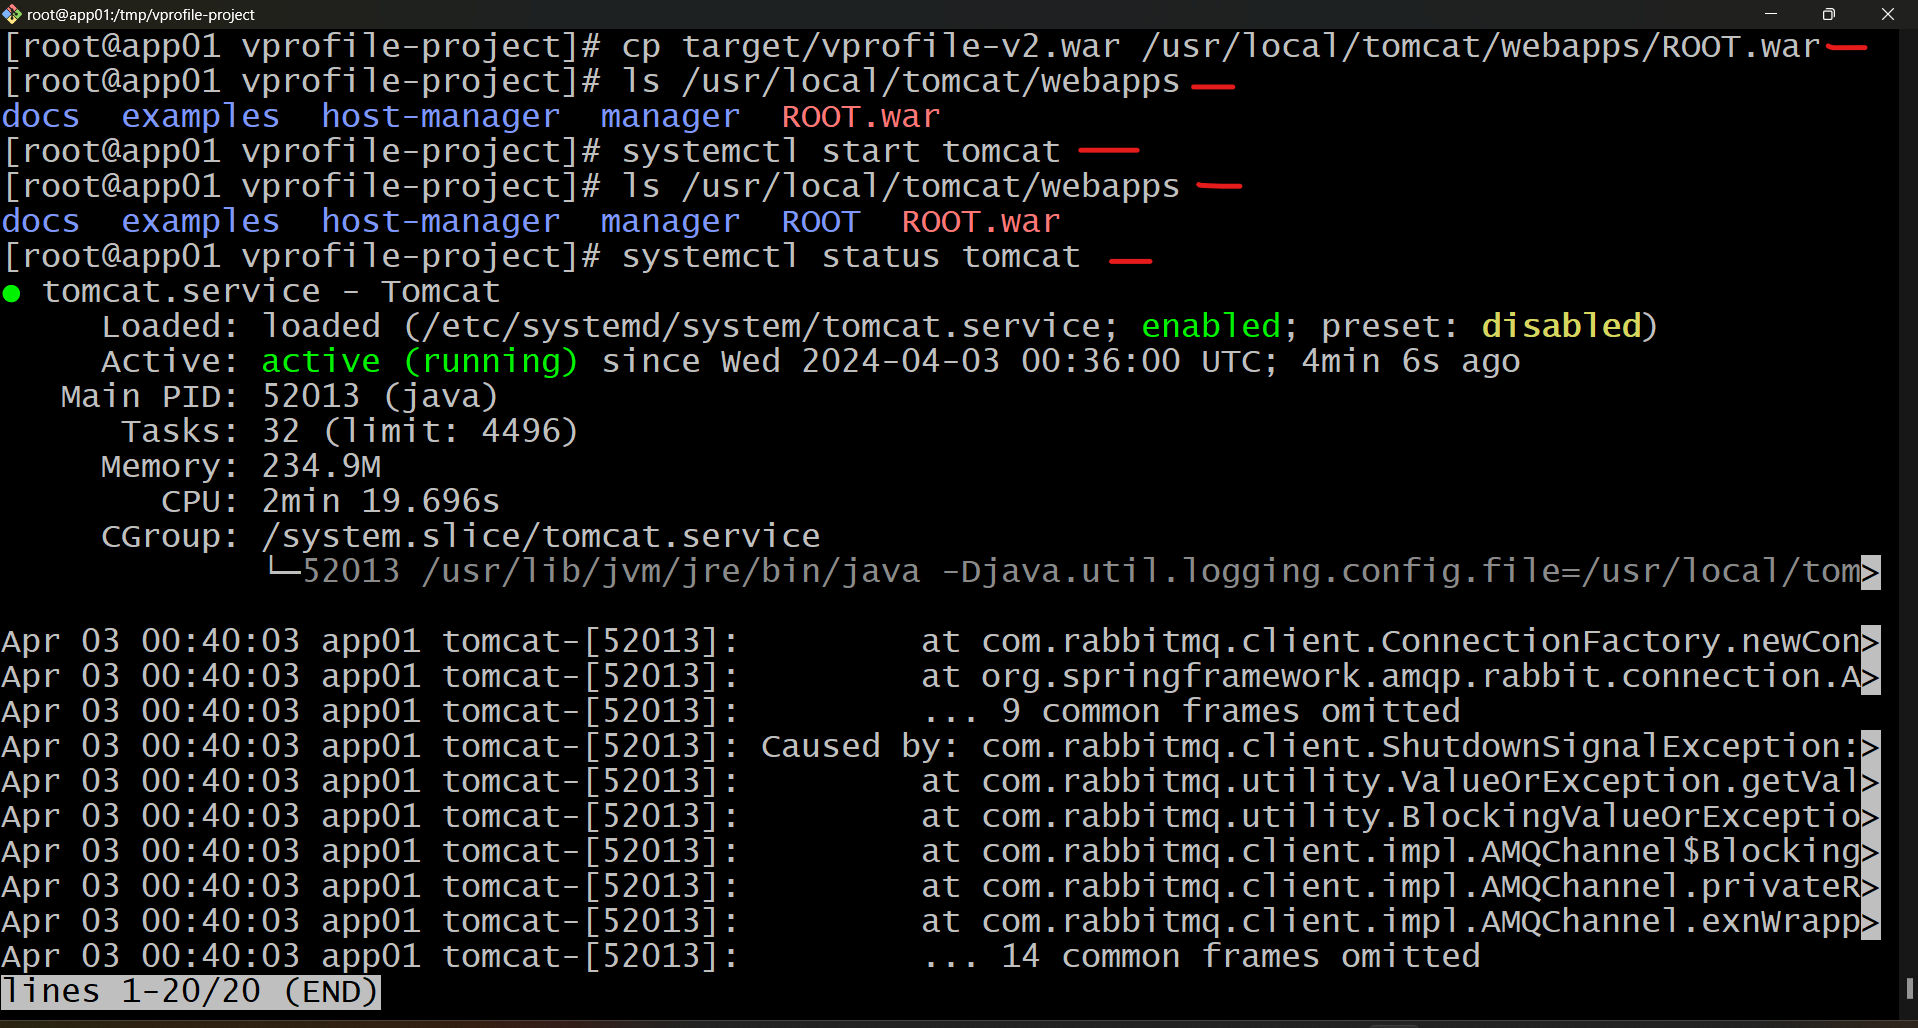 root@app01:/tmp/vprofile-project
[root@app01 vprofile-project]# cp target/vprofile-v2.war /usr/local/tomcat/webapps/ROOT.war
[root@app01 vprofile-project]# ls /usr/local/tomcat/webapps
docs  examples  host-manager  manager  ROOT.war
[root@app01 vprofile-project]# systemctl start tomcat
[root@app01 vprofile-project]# ls /usr/local/tomcat/webapps
docs  examples  host-manager  manager  ROOT  ROOT.war
[root@app01 vprofile-project]# systemctl status tomcat
● tomcat.service - Tomcat
     Loaded: loaded (/etc/systemd/system/tomcat.service; enabled; preset: disabled)
     Active: active (running) since Wed 2024-04-03 00:36:00 UTC; 4min 6s ago
   Main PID: 52013 (java)
      Tasks: 32 (limit: 4496)
     Memory: 234.9M
        CPU: 2min 19.696s
     CGroup: /system.slice/tomcat.service
             └─52013 /usr/lib/jvm/jre/bin/java -Djava.util.logging.config.file=/usr/local/tom>
Apr 03 00:40:03 app01 tomcat-[52013]:         at com.rabbitmq.client.ConnectionFactory.newCon>
Apr 03 00:40:03 app01 tomcat-[52013]:         at org.springframework.amqp.rabbit.connection.A>
Apr 03 00:40:03 app01 tomcat-[52013]:         ... 9 common frames omitted
Apr 03 00:40:03 app01 tomcat-[52013]: Caused by: com.rabbitmq.client.ShutdownSignalException:>
Apr 03 00:40:03 app01 tomcat-[52013]:         at com.rabbitmq.utility.ValueOrException.getVal>
Apr 03 00:40:03 app01 tomcat-[52013]:         at com.rabbitmq.utility.BlockingValueOrExceptio>
Apr 03 00:40:03 app01 tomcat-[52013]:         at com.rabbitmq.client.impl.AMQChannel$Blocking>
Apr 03 00:40:03 app01 tomcat-[52013]:         at com.rabbitmq.client.impl.AMQChannel.privateR>
Apr 03 00:40:03 app01 tomcat-[52013]:         at com.rabbitmq.client.impl.AMQChannel.exnWrapp>
Apr 03 00:40:03 app01 tomcat-[52013]:         ... 14 common frames omitted
lines 1-20/20 (END)